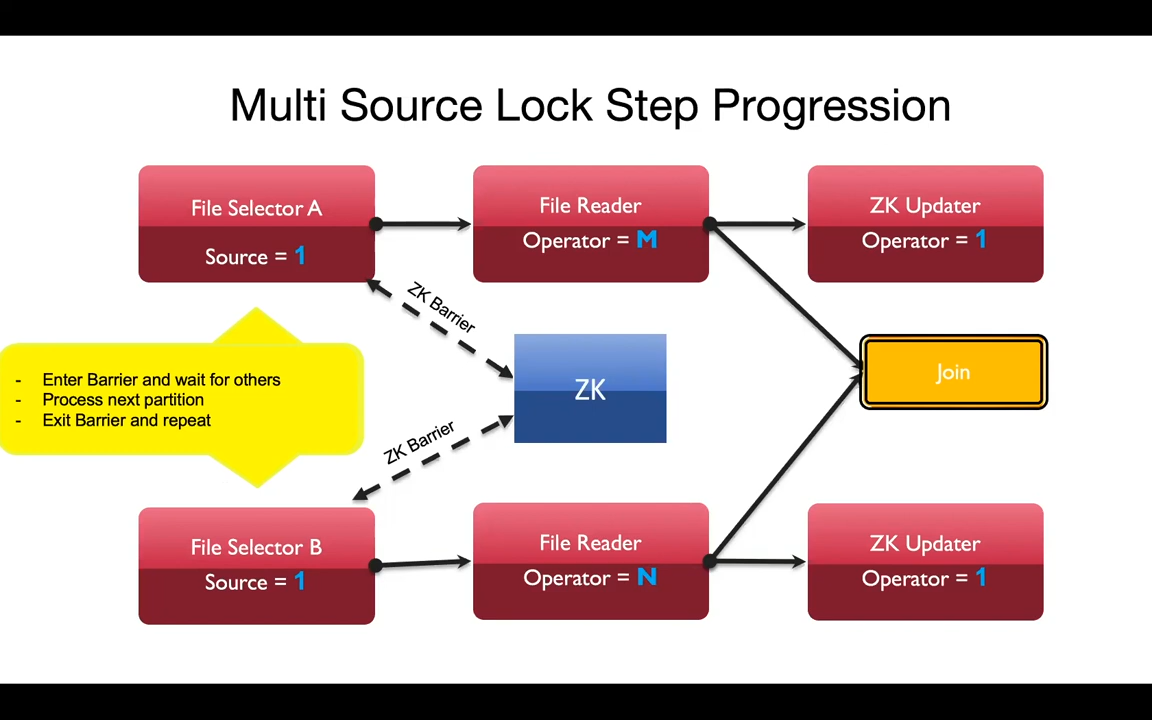 Multi Source Lock Step Progression
File Selector A
Source = 1
File Reader
Operator = M
ZK Updater
Operator = 1
ZK Barrier
- Enter Barrier and wait for others
- Process next partition
- Exit Barrier and repeat
ZK
Join
ZK Barrier
File Selector B
Source = 1
File Reader
Operator = N
ZK Updater
Operator = 1